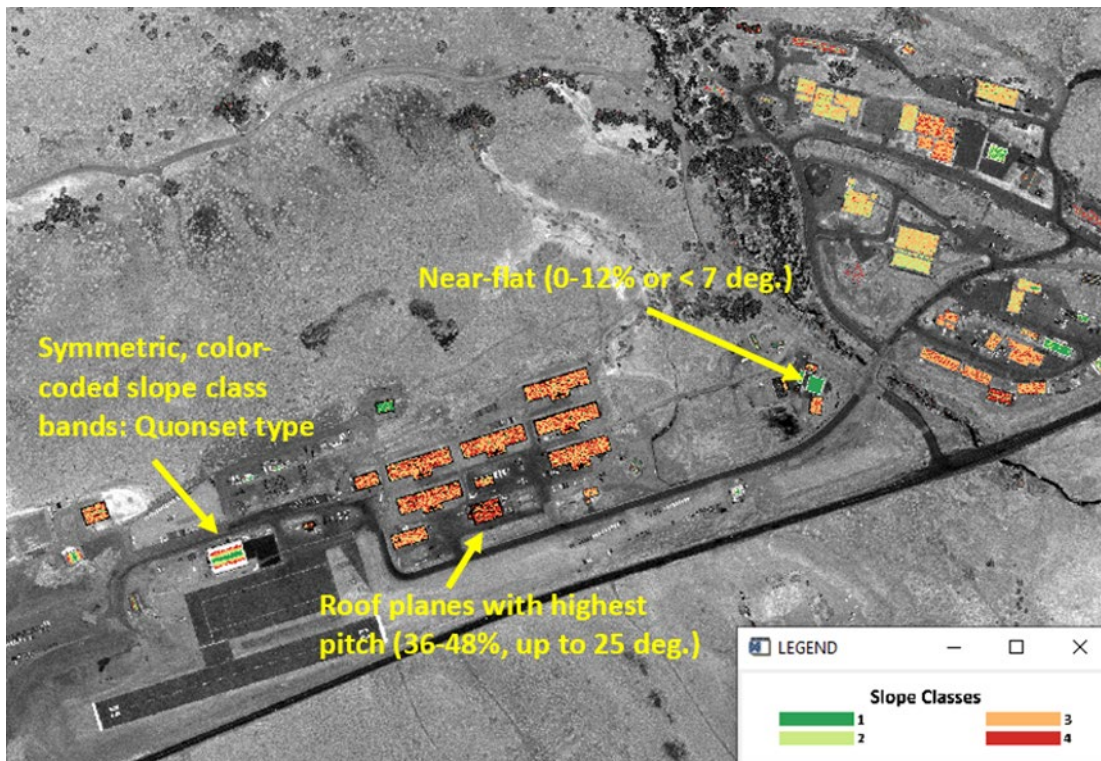 Near-flat (0-12% or < 7 deg.)
Symmetric, color-
coded slope class
bands: Quonset type
Roof planes with highest
pitch (36-48%, up to 25 deg.)
LEGEND
Slope Classes
1 3
2 4